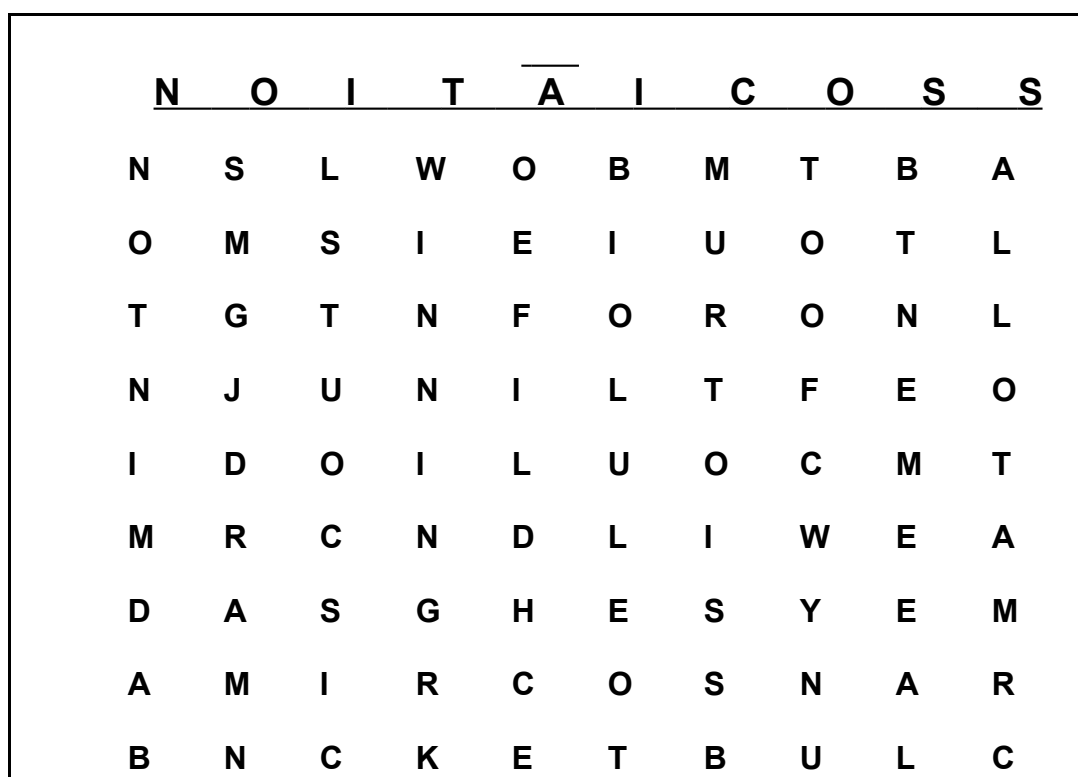 N O I T A I C O S S
N S L W O B M T B A
O M S I E I U O T L
T G T N F O R O N L
N J U N I L T F E O
I D O I L U O C M T
M R C N D L I W E A
D A S G H E S Y E M
A M I R C O S N A R
B N C K E T B U L C